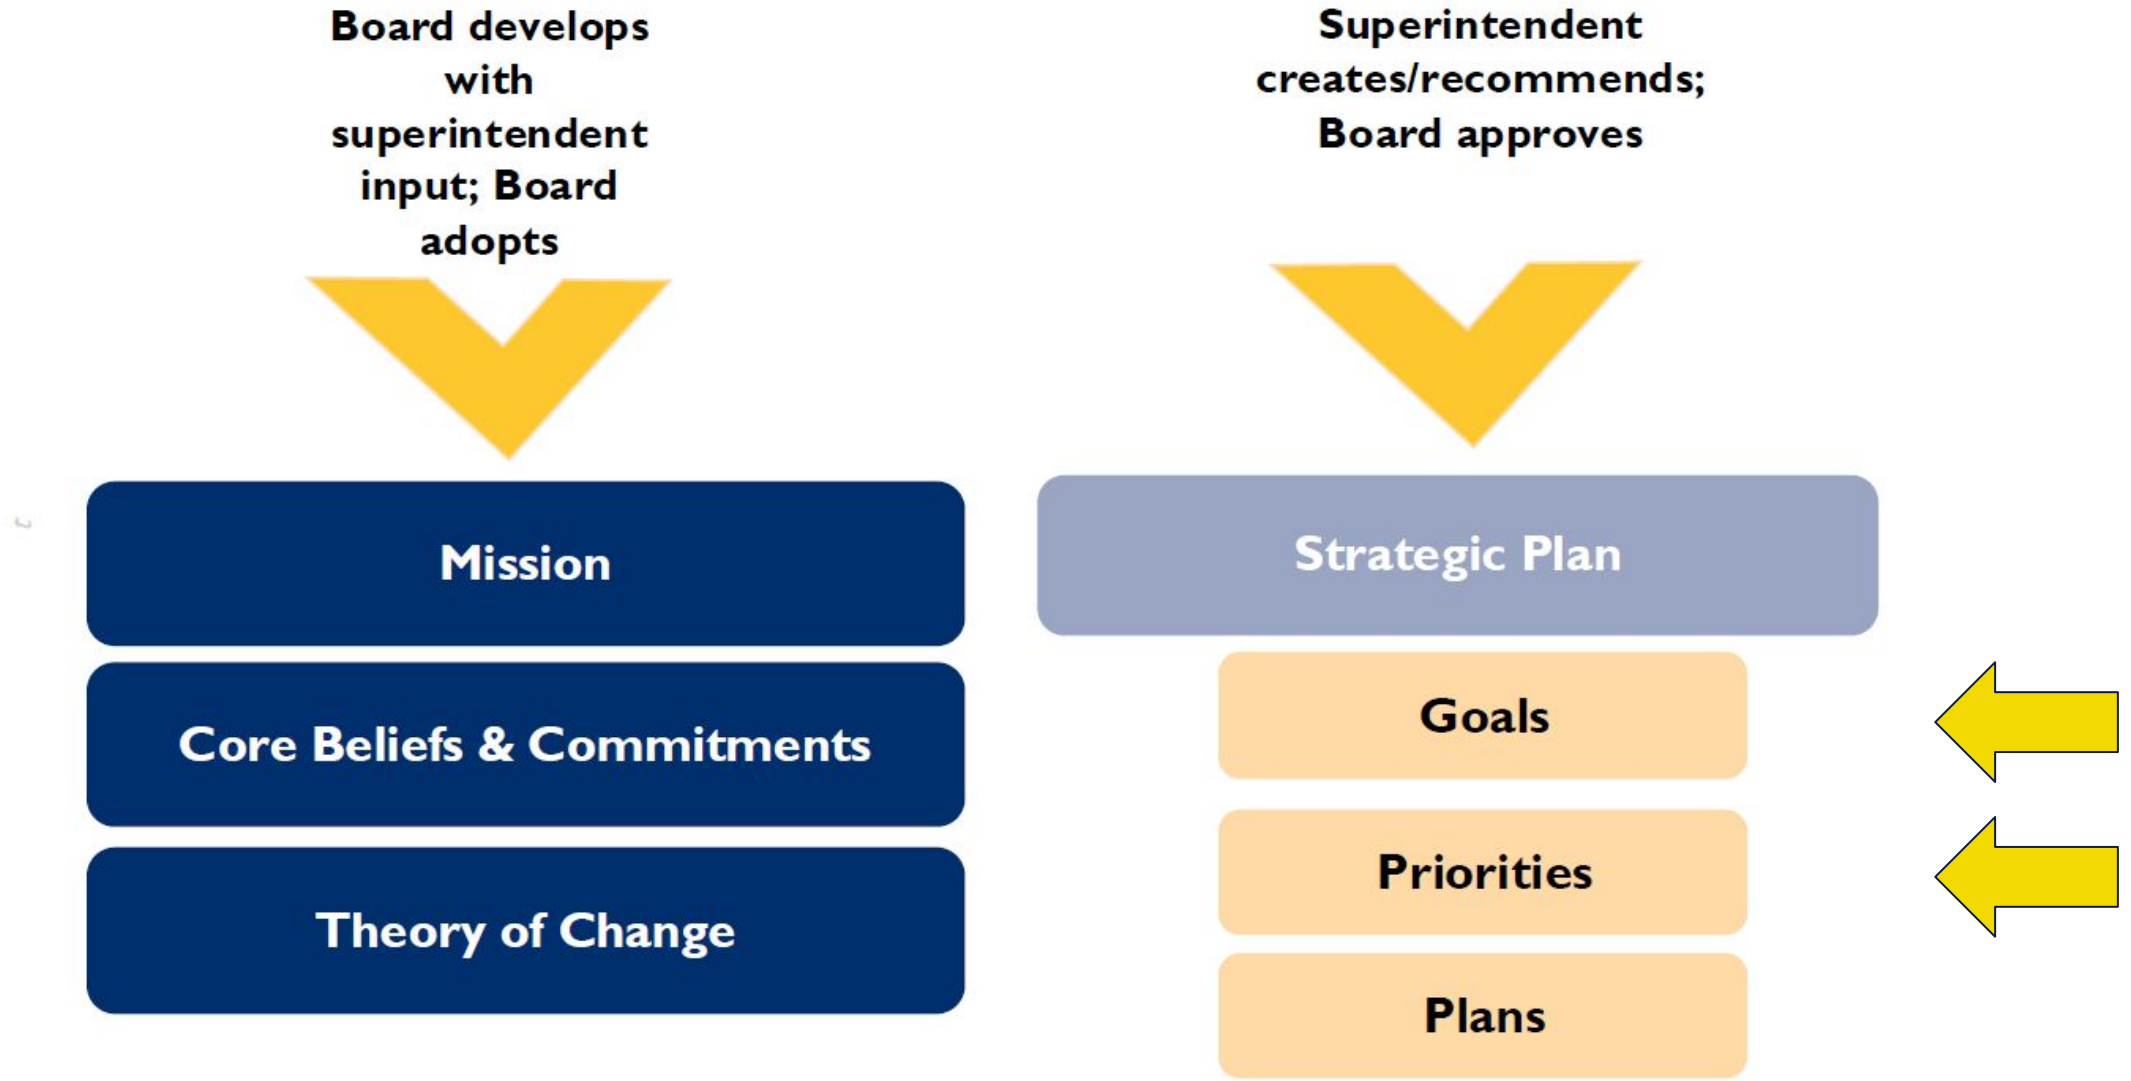 Board develops
with
superintendent
input; Board
adopts
Superintendent
creates/recommends;
Board approves
Mission
Core Beliefs & Commitments
Theory of Change
Strategic Plan
Goals
Priorities
Plans